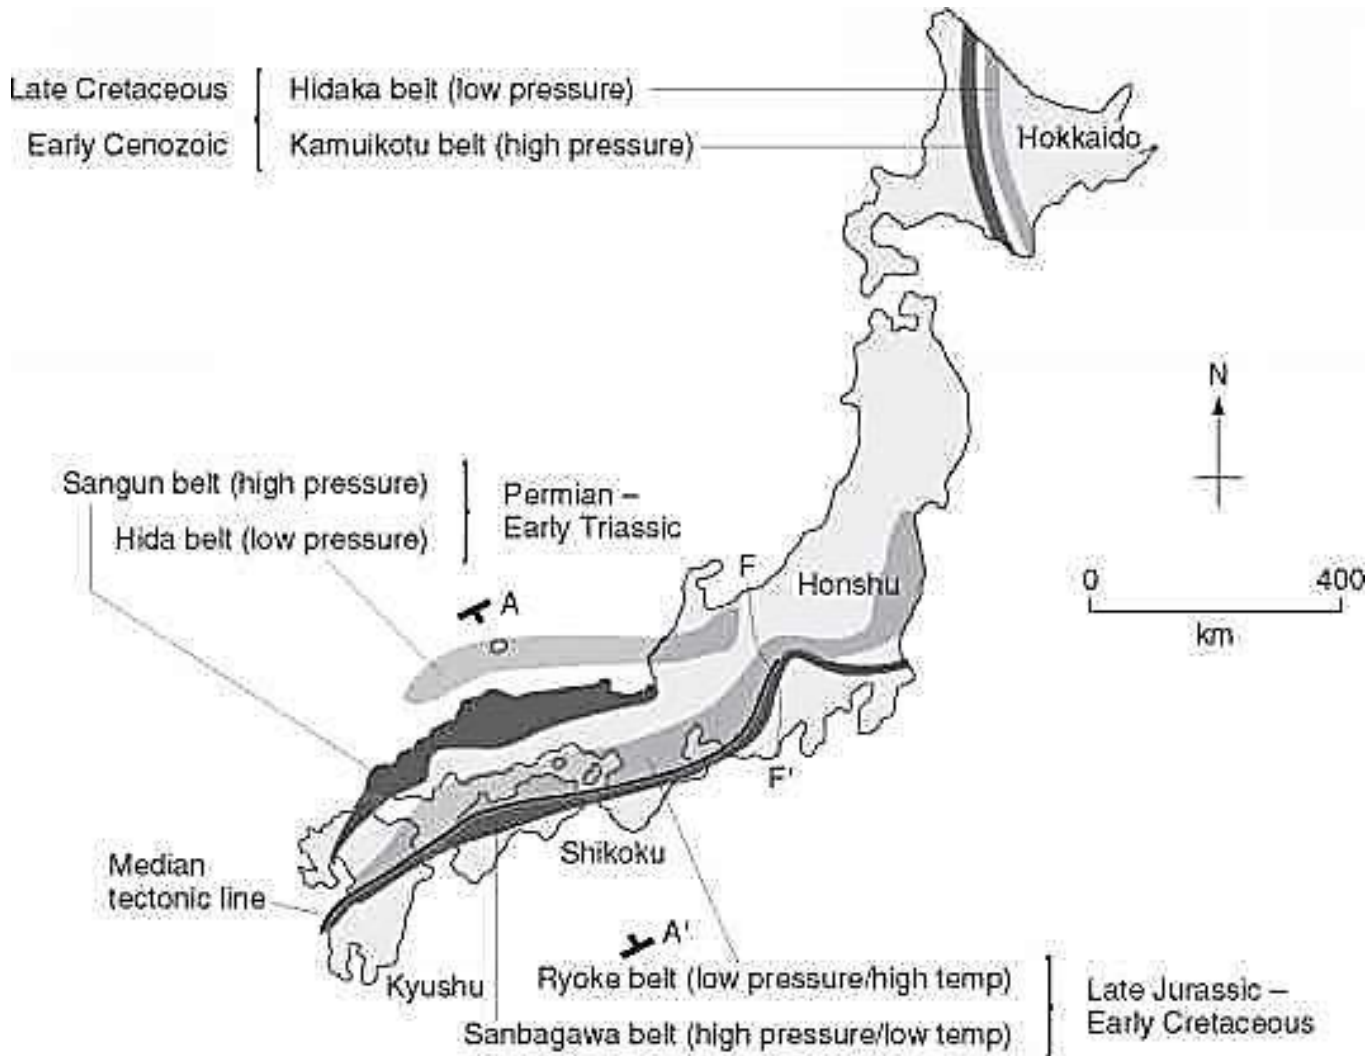 Late Cretaceous
Early Cenozoic
Hidaka belt (low pressure)
Kamuikotu belt (high pressure)
Hokkaido
N
0 400
km
Sangun belt (high pressure)
Hida belt (low pressure)
Permian –
Early Triassic
A
F
Honshu
F'
Shikoku
Median
tectonic line
Kyushu
A'
Ryoke belt (low pressure/high temp)
Sanbagawa belt (high pressure/low temp)
Late Jurassic –
Early Cretaceous